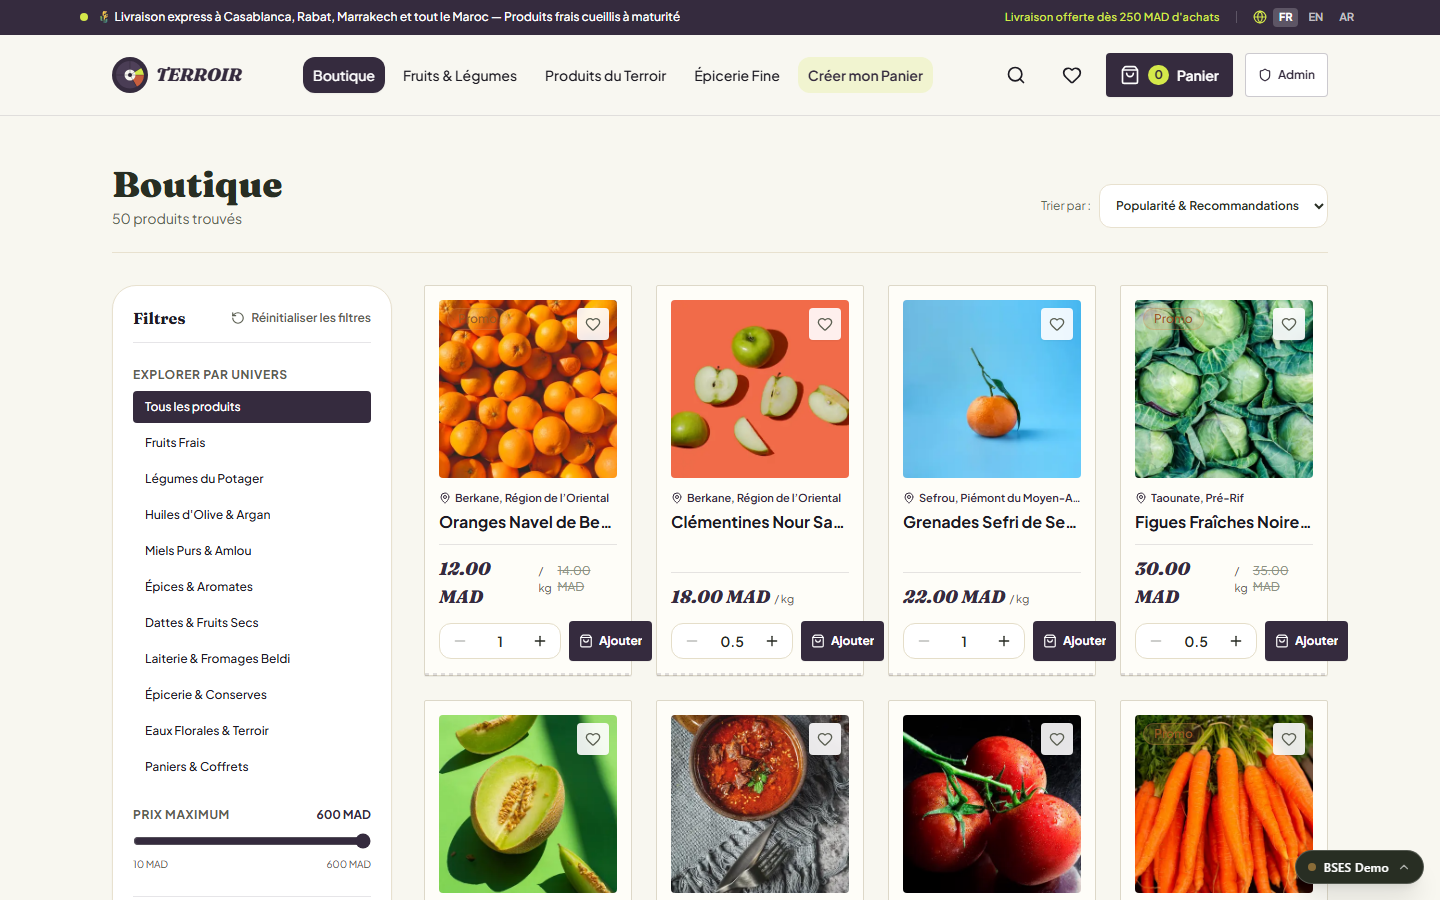 Livraison express à Casablanca, Rabat, Marrakech et tout le Maroc — Produits frais cueillis à maturité
Livraison offerte dès 250 MAD d'achats
FR EN AR
TERROIR
Boutique
Fruits & Légumes
Produits du Terroir
Épicerie Fine
Créer mon Panier
0 Panier
Admin
Boutique
50 produits trouvés
Trier par :
Popularité & Recommandations
Filtres
Réinitialiser les filtres
EXPLORER PAR UNIVERS
Tous les produits
Fruits Frais
Légumes du Potager
Huiles d'Olive & Argan
Miels Purs & Amlou
Épices & Aromates
Dattes & Fruits Secs
Laiterie & Fromages Beldi
Épicerie & Conserves
Eaux Florales & Terroir
Paniers & Coffrets
PRIX MAXIMUM
600 MAD
10 MAD
600 MAD
Promo
Berkane, Région de l'Oriental
Oranges Navel de Be...
12.00 MAD
/ kg
14.00 MAD
− 1 +
Ajouter
Berkane, Région de l'Oriental
Clémentines Nour Sa...
18.00 MAD / kg
− 0.5 +
Ajouter
Sefrou, Piémont du Moyen-A...
Grenades Sefri de Se...
22.00 MAD / kg
− 1 +
Ajouter
Promo
Taounate, Pré-Rif
Figues Fraîches Noire...
30.00 MAD
/ kg
35.00 MAD
− 0.5 +
Ajouter
Promo
BSES Demo